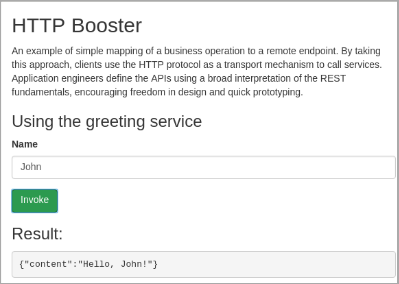 HTTP Booster
An example of simple mapping of a business operation to a remote endpoint. By taking
this approach, clients use the HTTP protocol as a transport mechanism to call services.
Application engineers define the APIs using a broad interpretation of the REST
fundamentals, encouraging freedom in design and quick prototyping.
Using the greeting service
Name
John
Invoke
Result:
{"content":"Hello, John!"}